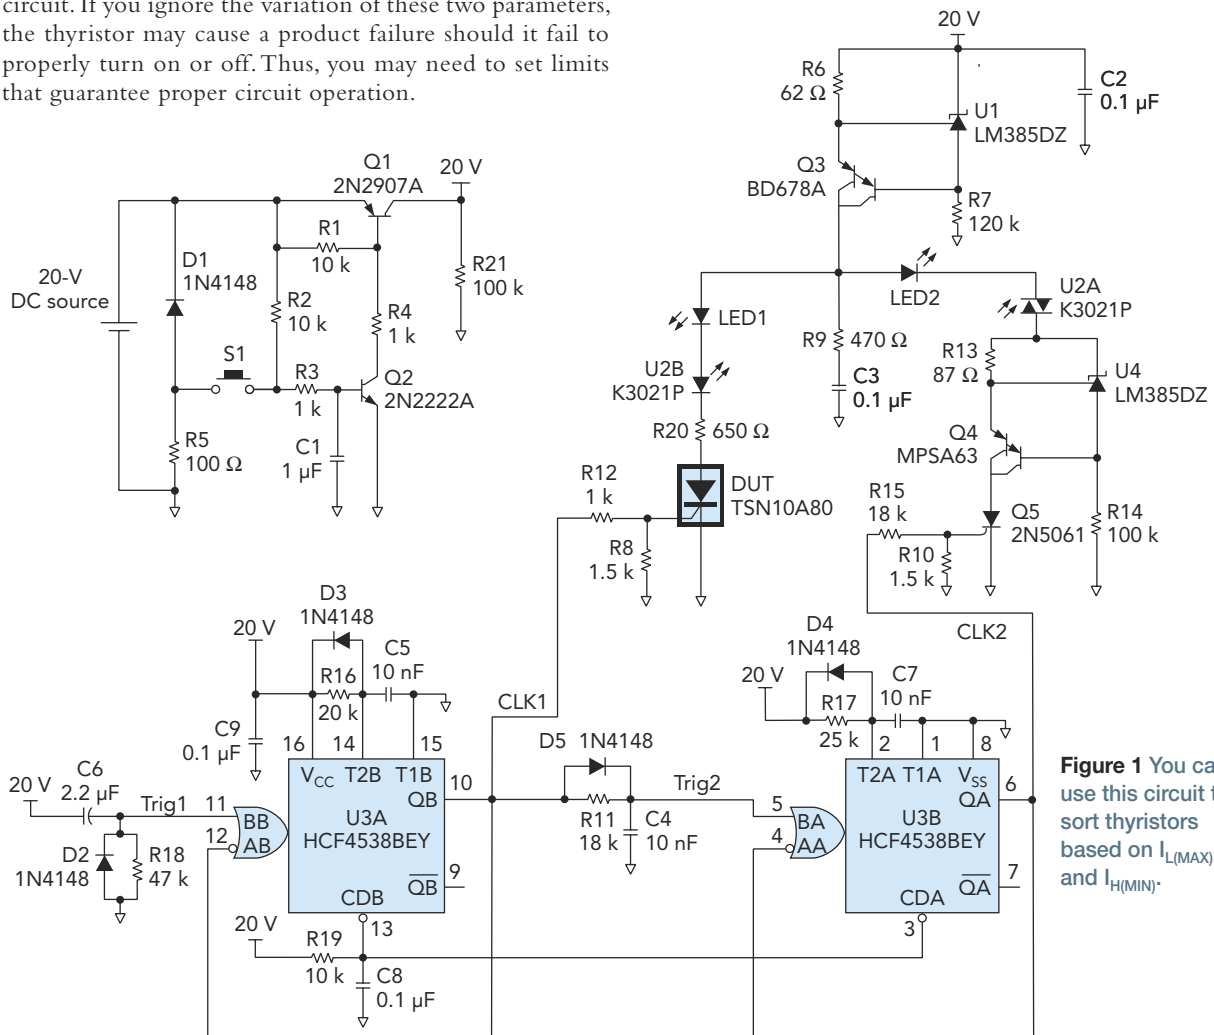 circuit. If you ignore the variation of these two parameters,
the thyristor may cause a product failure should it fail to
properly turn on or off. Thus, you may need to set limits
that guarantee proper circuit operation.
20 V
R6
62 Ω
C2
0.1 µF
U1
LM385DZ
Q3
BD678A
R7
120 k
Q1
2N2907A
20 V
R1
10 k
D1
1N4148
20-V
DC source
R2
10 k
R4
1 k
R21
100 k
S1
R3
1 k
Q2
2N2222A
R5
100 Ω
C1
1 µF
LED2
U2A
K3021P
LED1
R9
470 Ω
U2B
K3021P
C3
0.1 µF
R13
87 Ω
U4
LM385DZ
R20
650 Ω
Q4
MPSA63
R12
1 k
DUT
TSN10A80
R15
18 k
Q5
2N5061
R14
100 k
R8
1.5 k
R10
1.5 k
CLK2
D3
1N4148
20 V
C5
10 nF
R16
20 k
C9
0.1 µF
16
14
15
CLK1
D4
1N4148
20 V
C7
10 nF
R17
25 k
2
1
8
D5
1N4148
C6
2.2 µF
20 V
Trig1
11
12
BB
AB
VCC
T2B
T1B
QB
10
U3A
HCF4538BEY
9
QB
CDB
13
D2
1N4148
R18
47 k
R11
18 k
C4
10 nF
Trig2
5
4
BA
AA
T2A
T1A
VSS
QA
6
U3B
HCF4538BEY
7
QA
CDA
3
20 V
R19
10 k
C8
0.1 µF
Figure 1 You ca
use this circuit t
sort thyristors
based on IL(MAX)
and IH(MIN).